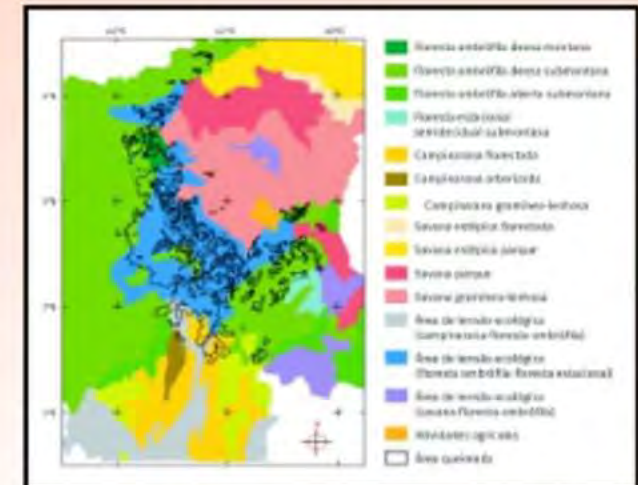 Floresta ombrófila densa montana
Floresta ombrófila densa submontana
Floresta ombrófila aberta submontana
Floresta estacional
semidecidual submontana
Campinarana florestada
Campinarana arborizada
Campinarana gramíneo-lenhosa
Savana estépica florestada
Savana estépica parque
Savana parque
Savana gramíneo-lenhosa
Área de tensão ecológica
(campinarana-floresta ombrófila)
Área de tensão ecológica
(floresta ombrófila-floresta estacional)
Área de tensão ecológica
(savana-floresta ombrófila)
Atividades agrícolas
Área queimada